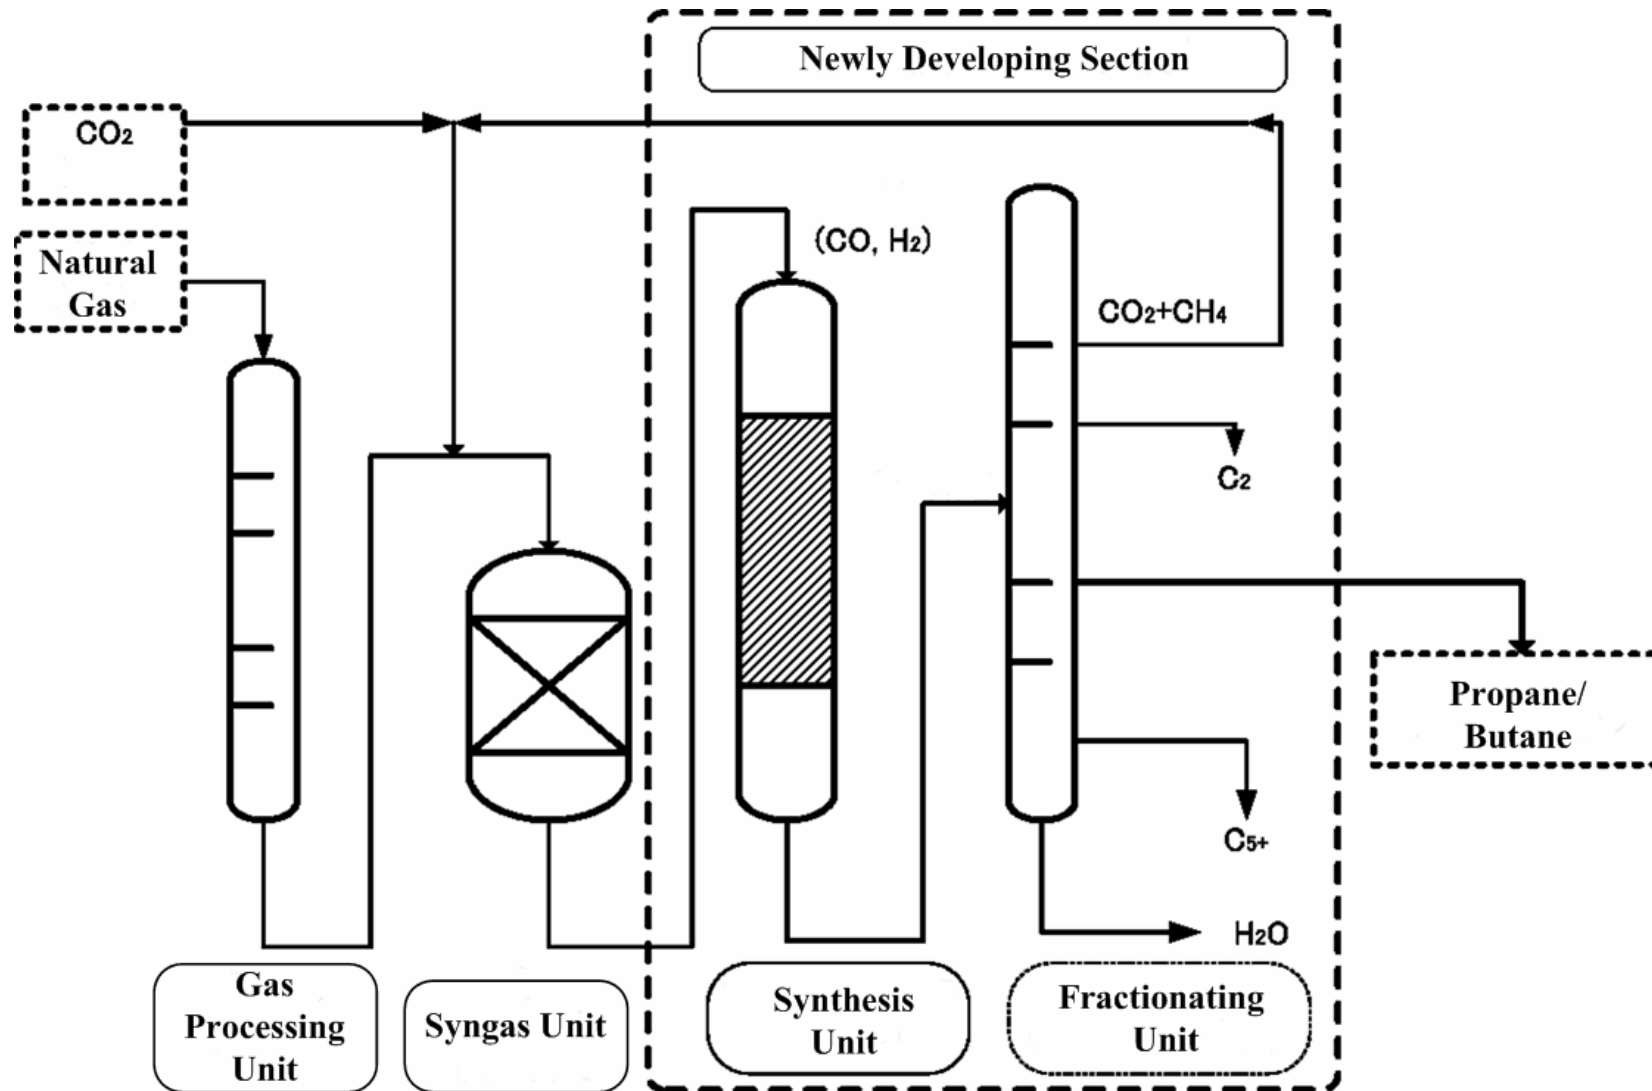 Newly Developing Section
CO₂
Natural
Gas
(CO, H₂)
CO₂+CH₄
C₂
Propane/
Butane
C₅₊
H₂O
Gas
Processing
Unit
Syngas Unit
Synthesis
Unit
Fractionating
Unit